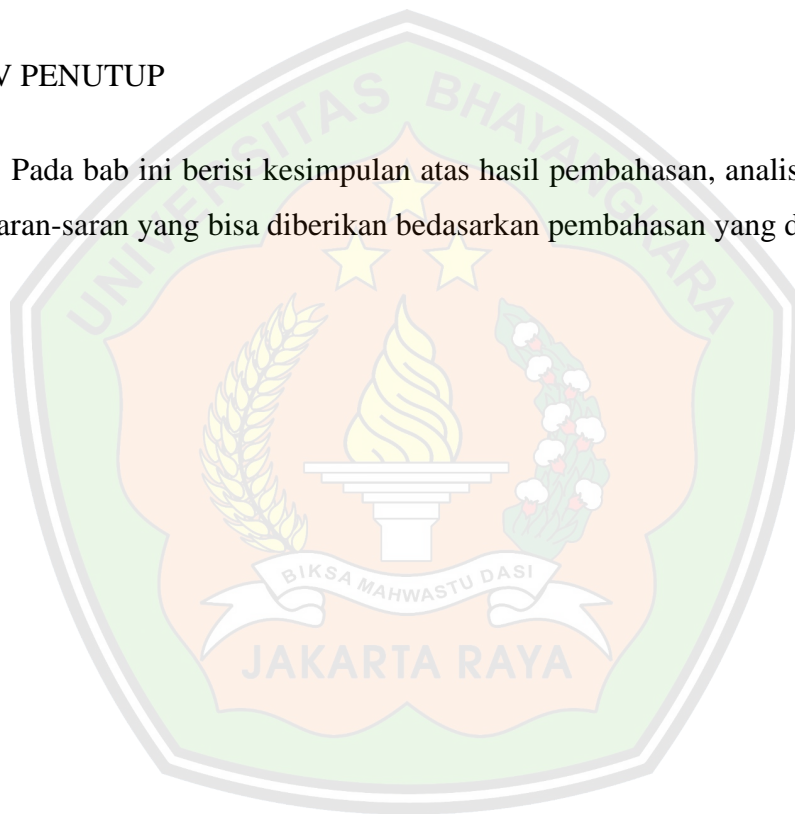 V PENUTUP
Pada bab ini berisi kesimpulan atas hasil pembahasan, analis
aran-saran yang bisa diberikan bedasarkan pembahasan yang d
UNIVERSITAS BHAYANGKARA
BIKSA MAHWASTU DASI
JAKARTA RAYA